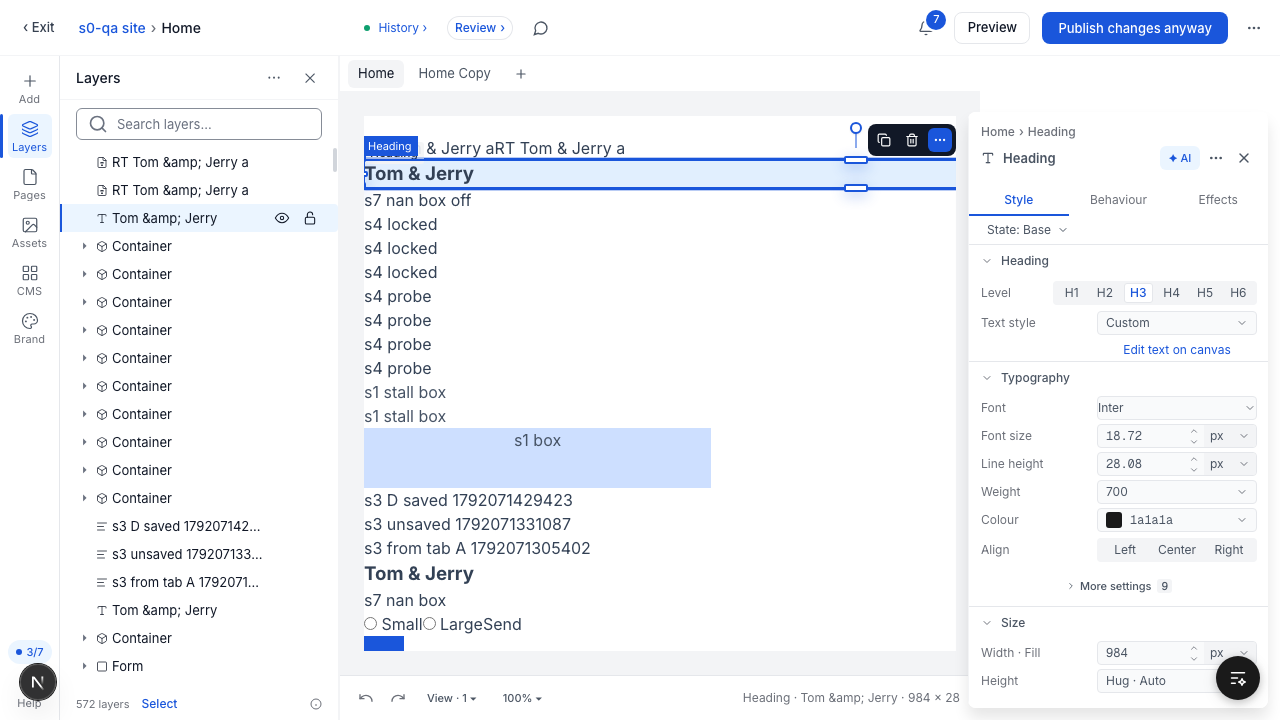 ‹ Exit
s0-qa site › Home
History ›
Review ›
7
Preview
Publish changes anyway
Add
Layers
Pages
Assets
CMS
Brand
3/7
N
Help
Layers
Search layers...
RT Tom &amp; Jerry a
RT Tom &amp; Jerry a
Tom &amp; Jerry
Container
Container
Container
Container
Container
Container
Container
Container
Container
Container
s3 D saved 179207142...
s3 unsaved 179207133...
s3 from tab A 1792071...
Tom &amp; Jerry
Container
Form
572 layers
Select
Home
Home Copy
Heading
& Jerry aRT Tom & Jerry a
Tom & Jerry
s7 nan box off
s4 locked
s4 locked
s4 locked
s4 probe
s4 probe
s4 probe
s4 probe
s1 stall box
s1 stall box
s1 box
s3 D saved 1792071429423
s3 unsaved 1792071331087
s3 from tab A 1792071305402
Tom & Jerry
s7 nan box
Small LargeSend
View · 1
100%
Heading · Tom &amp; Jerry · 984 × 28
Home › Heading
Heading
AI
Style
Behaviour
Effects
State: Base
Heading
Level
H1 H2 H3 H4 H5 H6
Text style
Custom
Edit text on canvas
Typography
Font
Inter
Font size
18.72
px
Line height
28.08
px
Weight
700
Colour
1a1a1a
Align
Left Center Right
More settings 9
Size
Width · Fill
984
px
Height
Hug · Auto